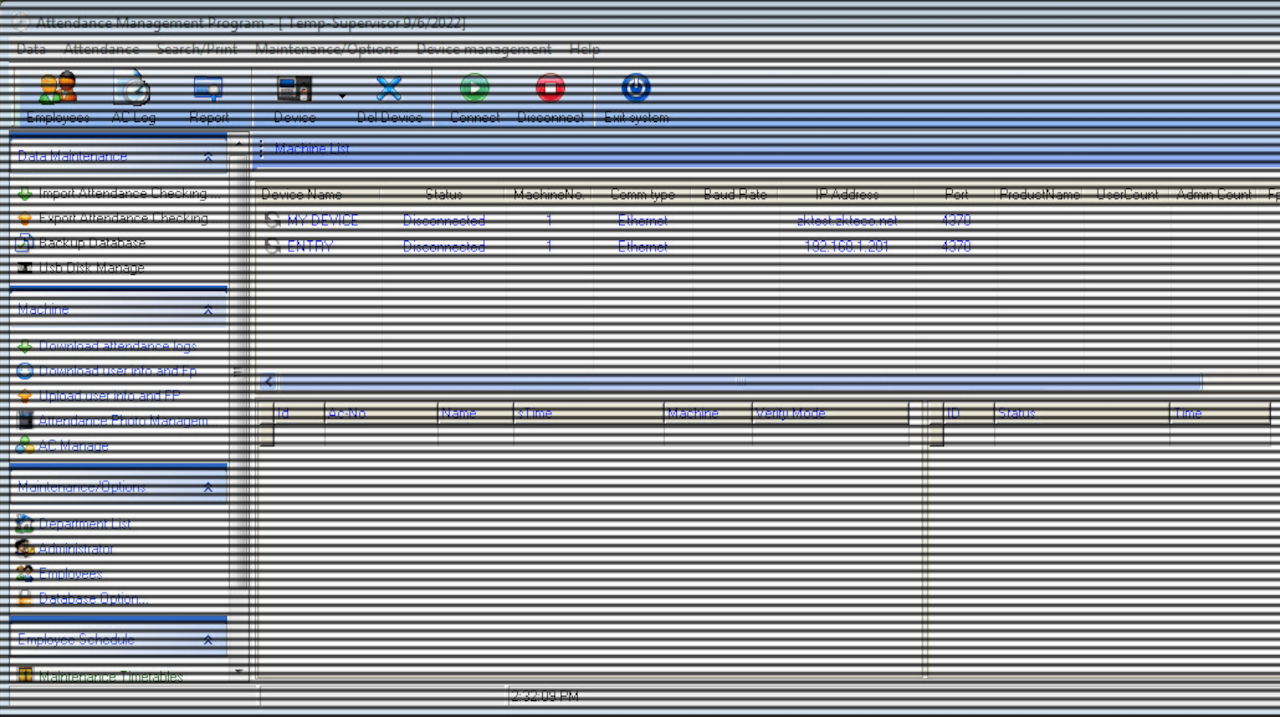 Attendance Management Program - [ Temp-Supervisor 9/6/2022]
Data Attendance Search/Print Maintenance/Options Device management Help
Employees AC Log Report Device Del Device Connect Disconnect Exit system
Data Maintenance
Import Attendance Checking ...
Export Attendance Checking
Backup Database
Usb Disk Manage
Machine
Download attendance logs
Download user info and Fp
Upload user info and FP
Attendance Photo Managem
AC Manage
Maintenance/Options
Department List
Administrator
Employees
Database Option...
Employee Schedule
Maintenance Timetables
Machine List
Device Name Status MachineNo. Comm type Baud Rate IP Address Port ProductName UserCount Admin Count
MY DEVICE Disconnected 1 Ethernet zktest.zkteco.net 4370
ENTRY Disconnected 1 Ethernet 192.168.1.201 4370
Id Ac-No Name sTime Machine Verify Mode
ID Status Time
2:32:09 PM